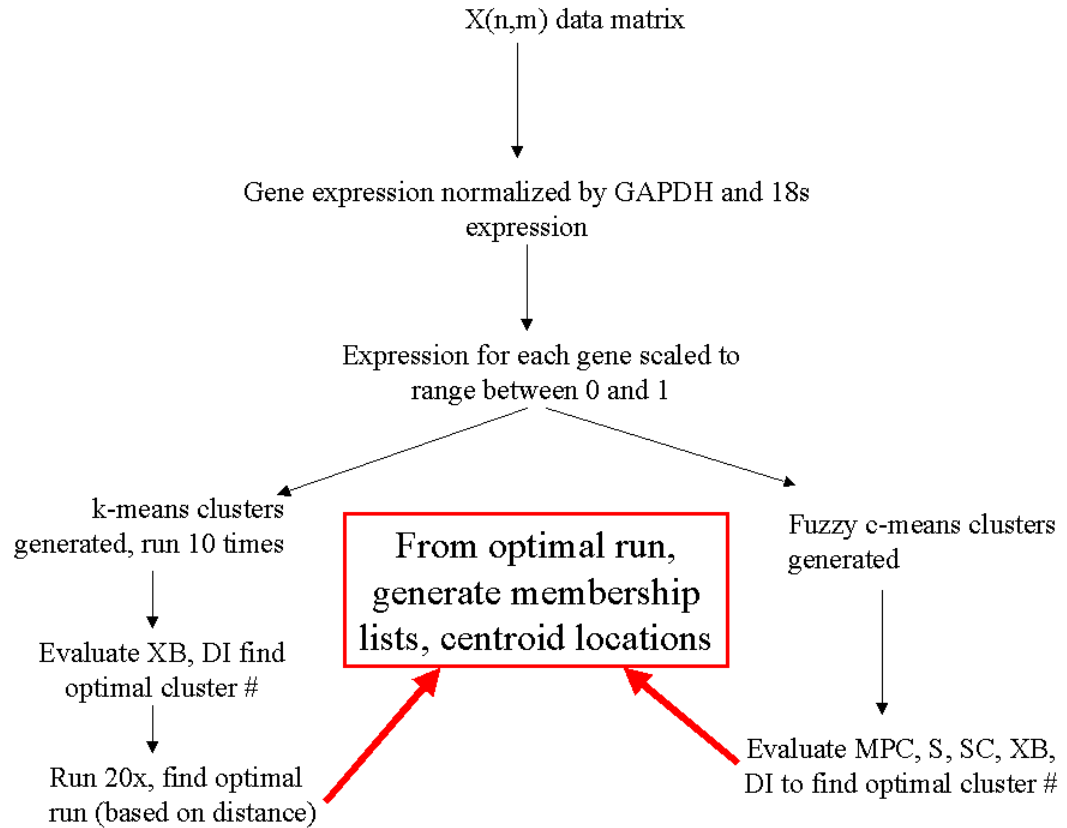 X(n,m) data matrix
Gene expression normalized by GAPDH and 18s
expression
Expression for each gene scaled to
range between 0 and 1
k-means clusters
generated, run 10 times
Evaluate XB, DI find
optimal cluster #
Run 20x, find optimal
run (based on distance)
From optimal run,
generate membership
lists, centroid locations
Fuzzy c-means clusters
generated
Evaluate MPC, S, SC, XB,
DI to find optimal cluster #